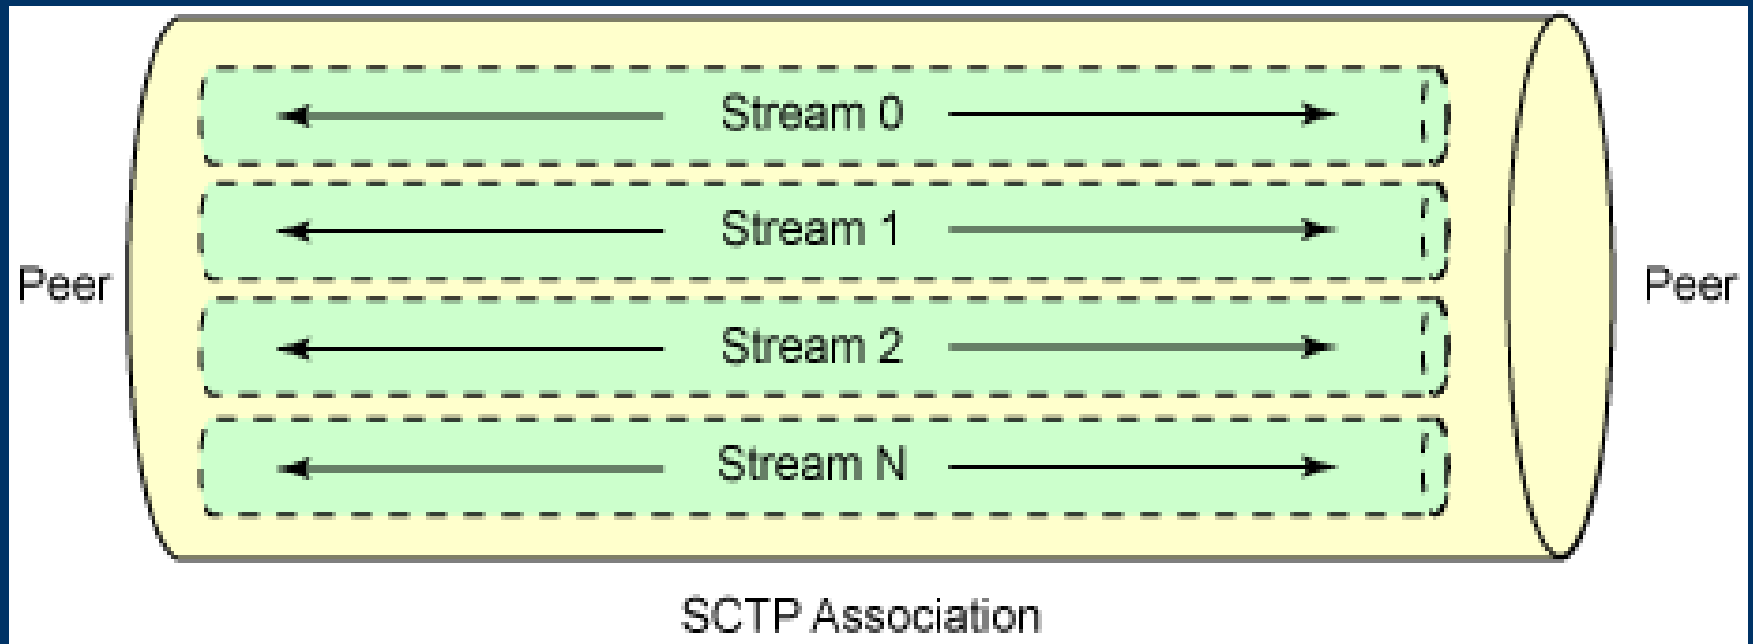 Stream 0
Stream 1
Peer
Peer
Stream 2
Stream N
SCTP Association